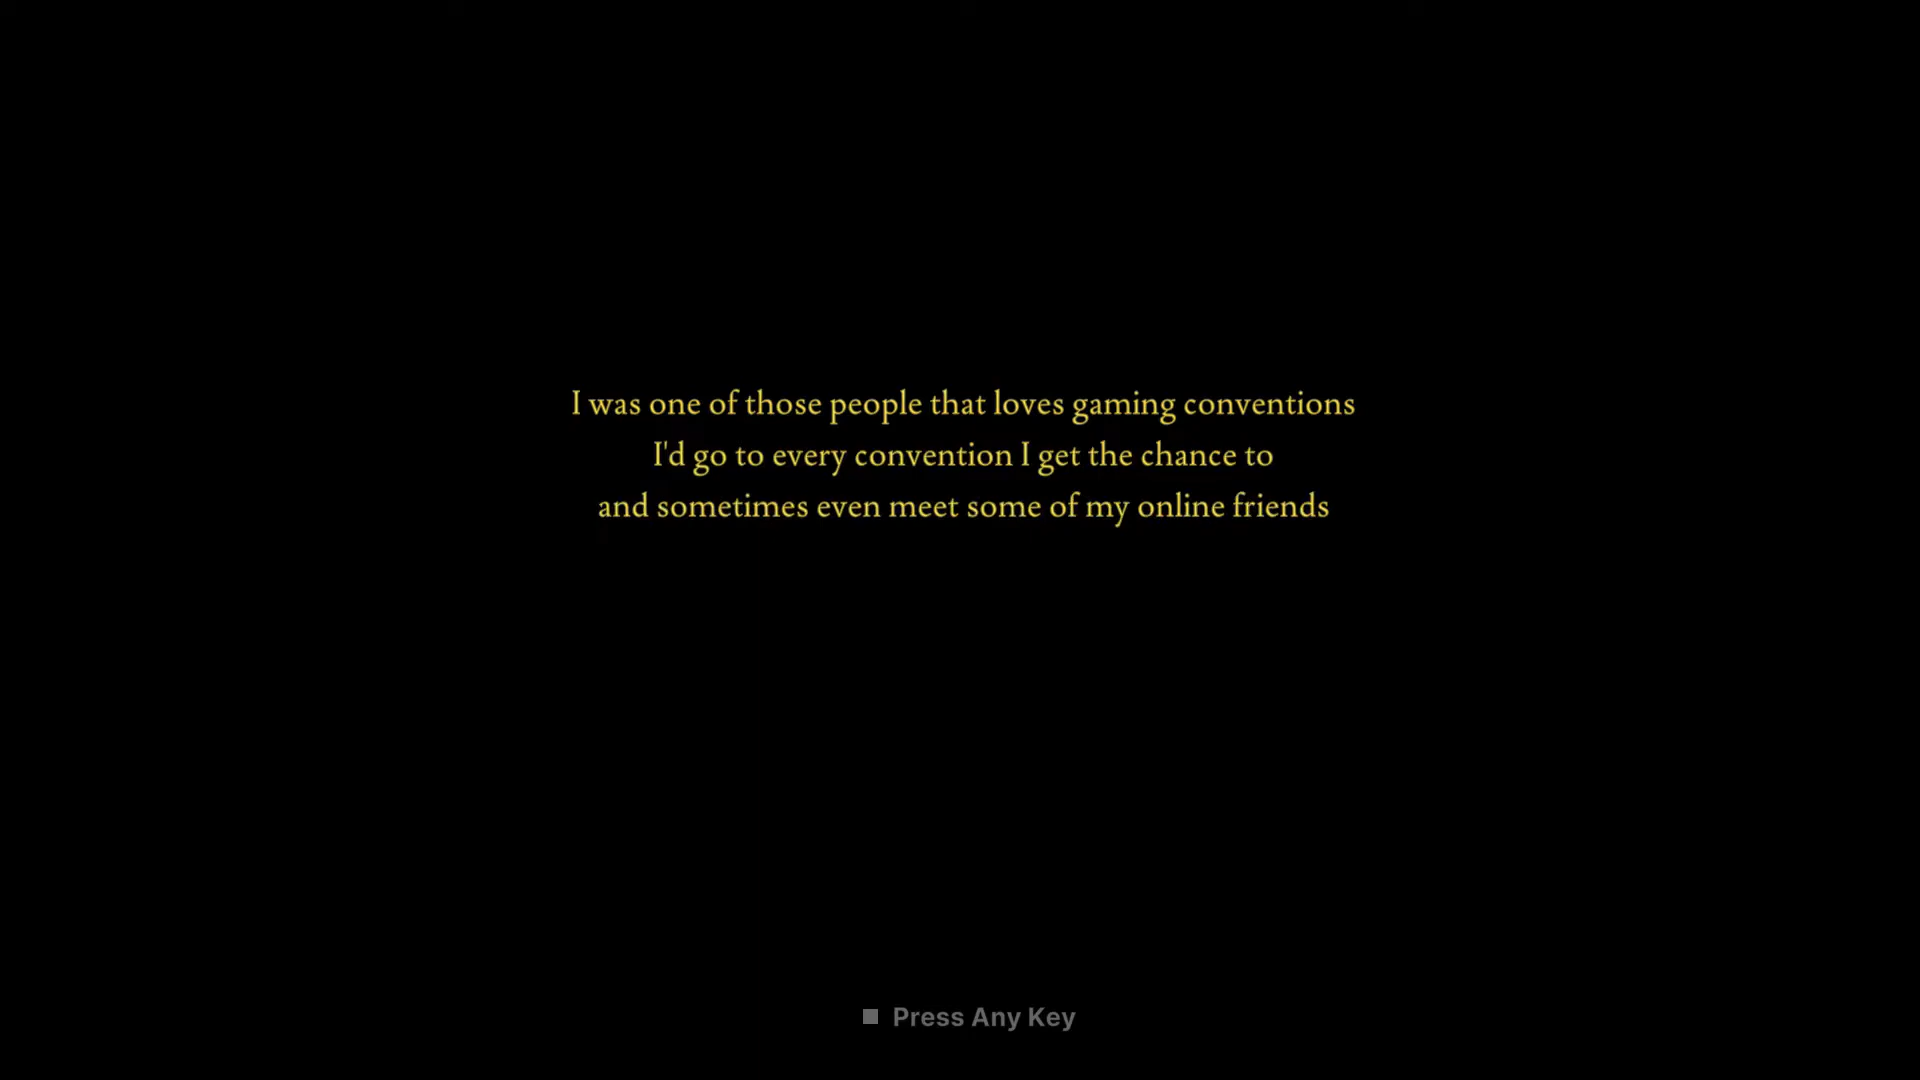 I was one of those people that loves gaming conventions
I'd go to every convention I get the chance to
and sometimes even meet some of my online friends
Press Any Key